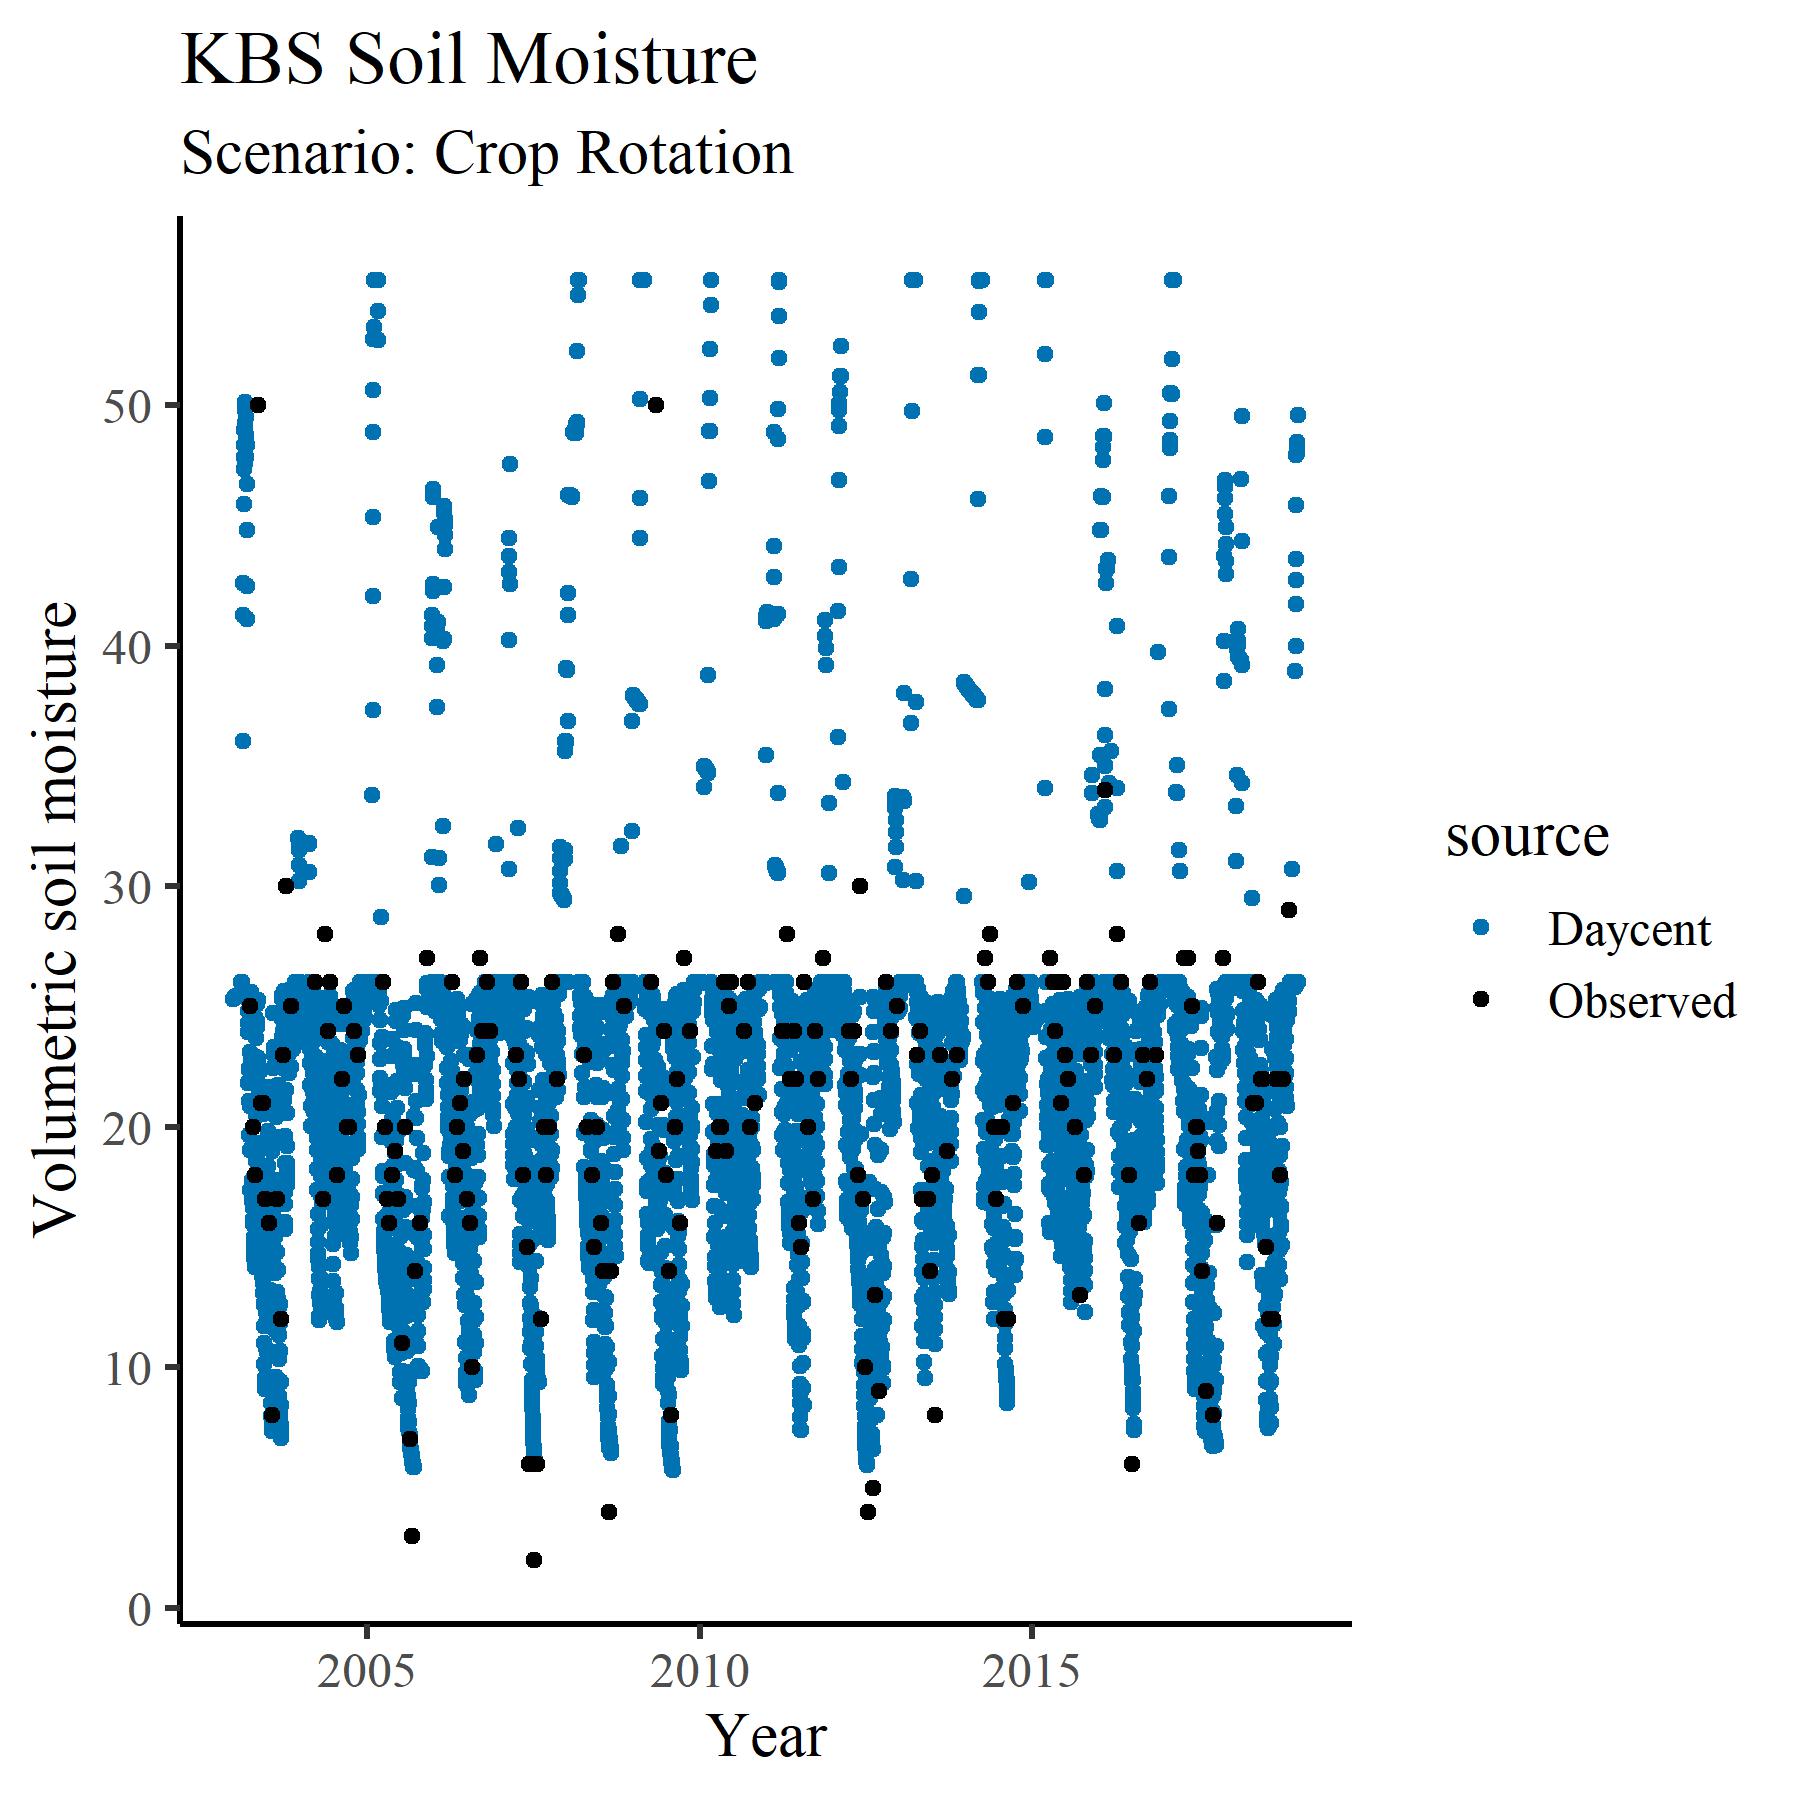 KBS Soil Moisture
Scenario: Crop Rotation
Volumetric soil moisture
50
40
30
20
10
0
2005
2010
2015
Year
source
Daycent
Observed